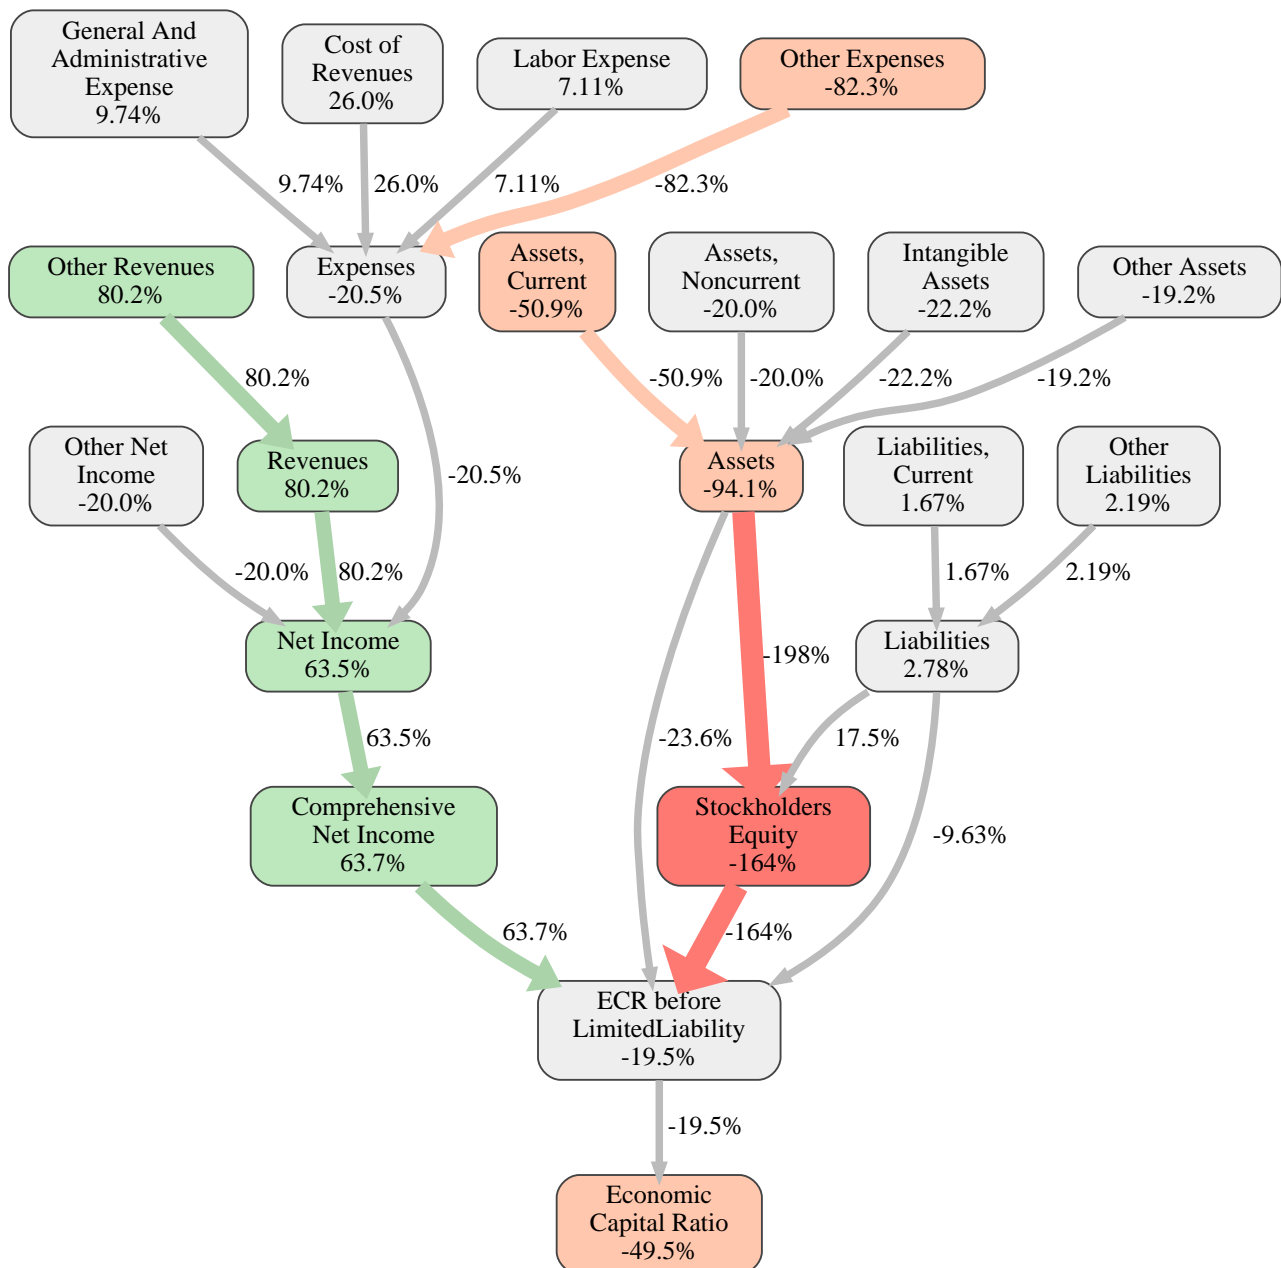 General And
Administrative
Expense
9.74%
Cost of
Revenues
26.0%
Labor Expense
7.11%
Other Expenses
-82.3%
9.74%
26.0%
7.11%
-82.3%
Other Revenues
80.2%
Expenses
-20.5%
Assets,
Current
-50.9%
Assets,
Noncurrent
-20.0%
Intangible
Assets
-22.2%
Other Assets
-19.2%
80.2%
-50.9%
-20.0%
-22.2%
-19.2%
Other Net
Income
-20.0%
Revenues
80.2%
-20.5%
Assets
-94.1%
Liabilities,
Current
1.67%
Other
Liabilities
2.19%
-20.0%
80.2%
1.67%
2.19%
Net Income
63.5%
-198%
Liabilities
2.78%
63.5%
-23.6%
17.5%
Comprehensive
Net Income
63.7%
Stockholders
Equity
-164%
-9.63%
63.7%
-164%
ECR before
LimitedLiability
-19.5%
-19.5%
Economic
Capital Ratio
-49.5%